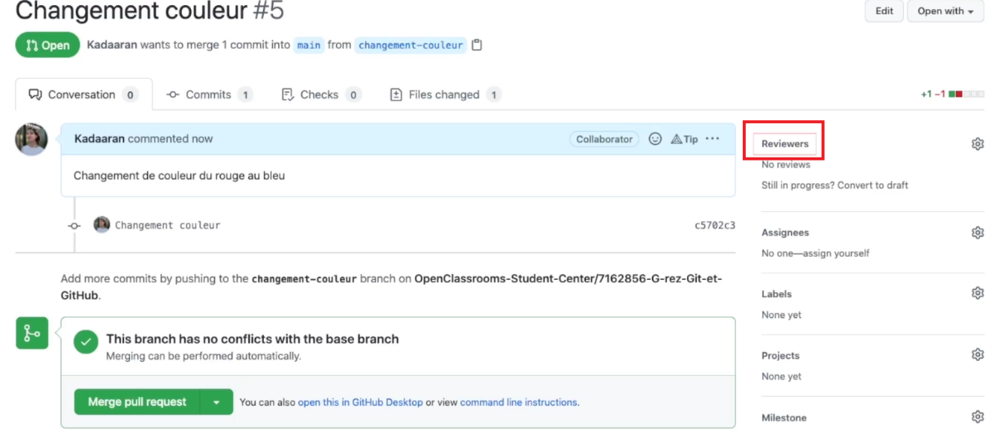 Changement couleur #5
Edit
Open with
Open
Kadaaran wants to merge 1 commit into main from changement-couleur
Conversation 0
Commits 1
Checks 0
Files changed 1
+1 −1
Kadaaran commented now
Collaborator
Tip
Changement de couleur du rouge au bleu
Changement couleur
c5702c3
Add more commits by pushing to the changement-couleur branch on OpenClassrooms-Student-Center/7162856-G-rez-Git-et-
GitHub.
This branch has no conflicts with the base branch
Merging can be performed automatically.
Merge pull request
You can also open this in GitHub Desktop or view command line instructions.
Reviewers
No reviews
Still in progress? Convert to draft
Assignees
No one—assign yourself
Labels
None yet
Projects
None yet
Milestone